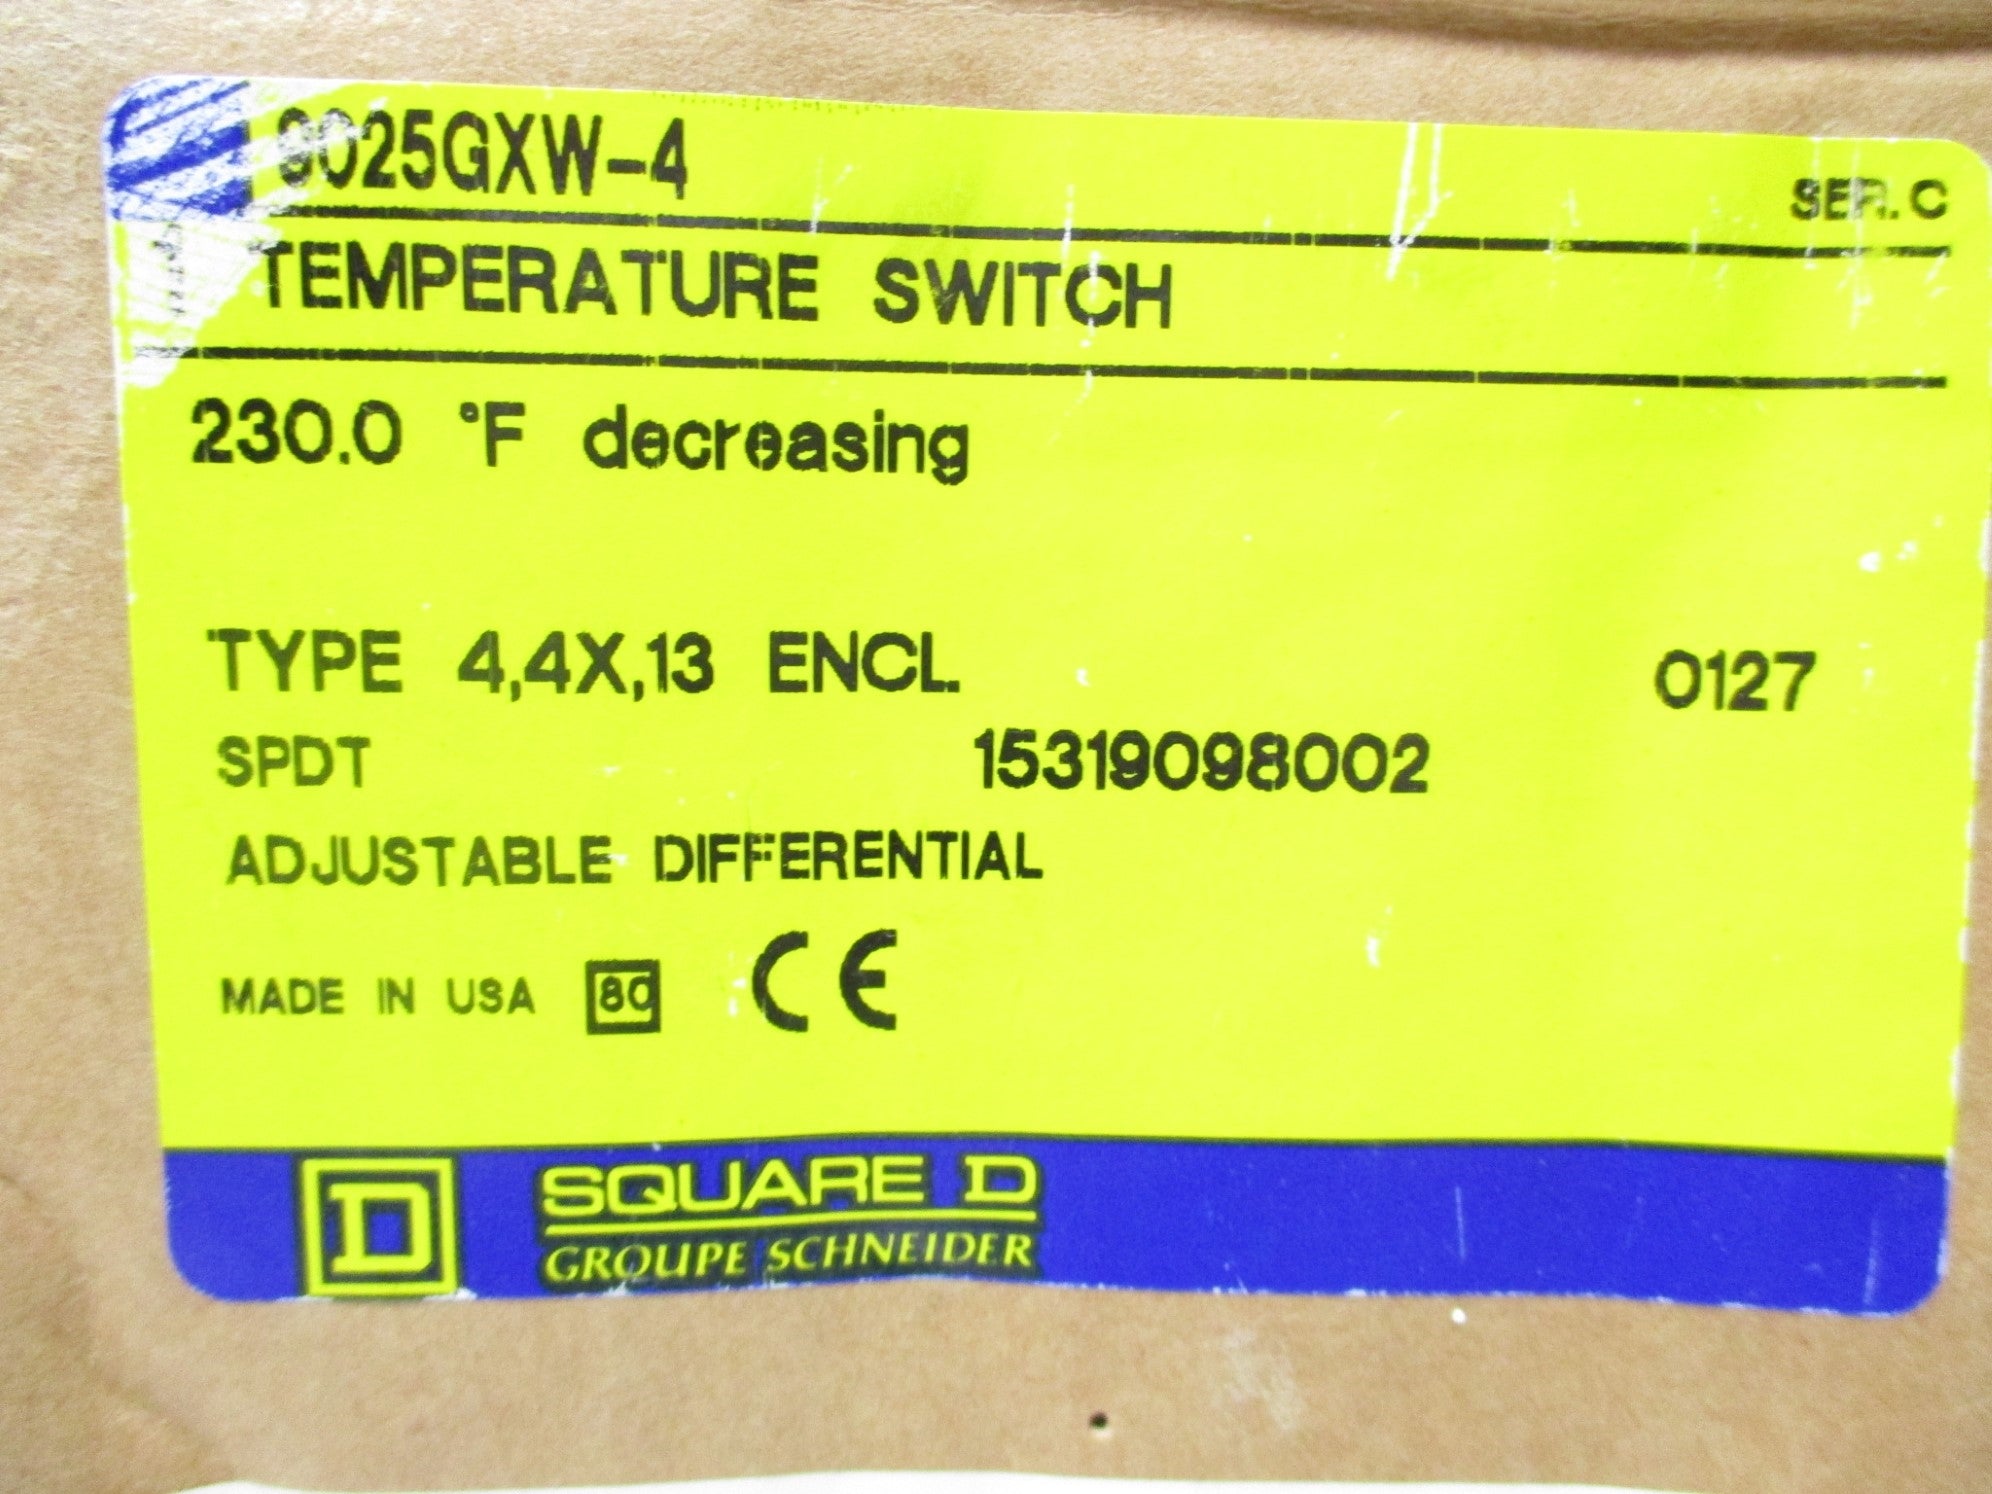 9025GXW-4
SER. C
TEMPERATURE SWITCH
230.0 °F decreasing
TYPE 4,4X,13 ENCL.
0127
SPDT
15319098002
ADJUSTABLE DIFFERENTIAL
MADE IN USA 80 CE
D SQUARE D
GROUPE SCHNEIDER